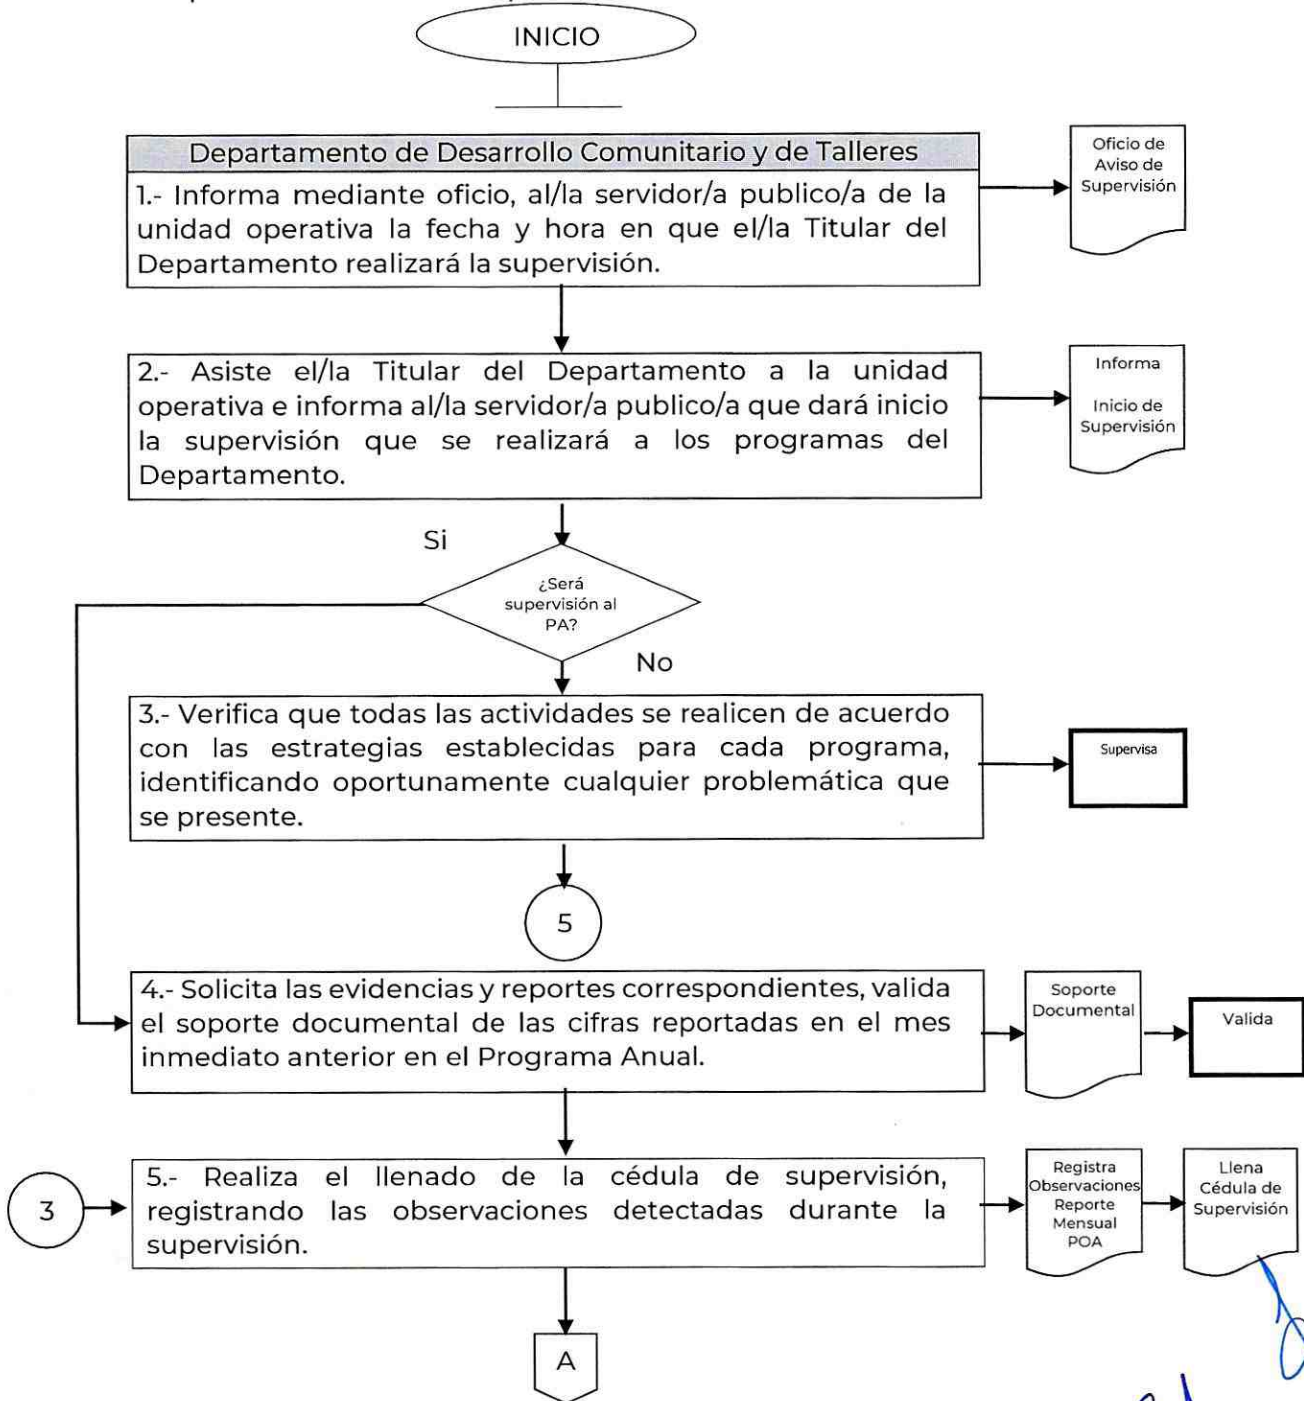 INICIO
Departamento de Desarrollo Comunitario y de Talleres
1.- Informa mediante oficio, al/la servidor/a publico/a de la
unidad operativa la fecha y hora en que el/la Titular del
Departamento realizará la supervisión.
Oficio de
Aviso de
Supervisión
2.- Asiste el/la Titular del Departamento a la unidad
operativa e informa al/la servidor/a publico/a que dará inicio
la supervisión que se realizará a los programas del
Departamento.
Informa
Inicio de
Supervisión
Si
¿Será
supervisión al
PA?
No
3.- Verifica que todas las actividades se realicen de acuerdo
con las estrategias establecidas para cada programa,
identificando oportunamente cualquier problemática que
se presente.
Supervisa
5
4.- Solicita las evidencias y reportes correspondientes, valida
el soporte documental de las cifras reportadas en el mes
inmediato anterior en el Programa Anual.
Soporte
Documental
Valida
3
5.- Realiza el llenado de la cédula de supervisión,
registrando las observaciones detectadas durante la
supervisión.
Registra
Observaciones
Reporte
Mensual
POA
Llena
Cédula de
Supervisión
A